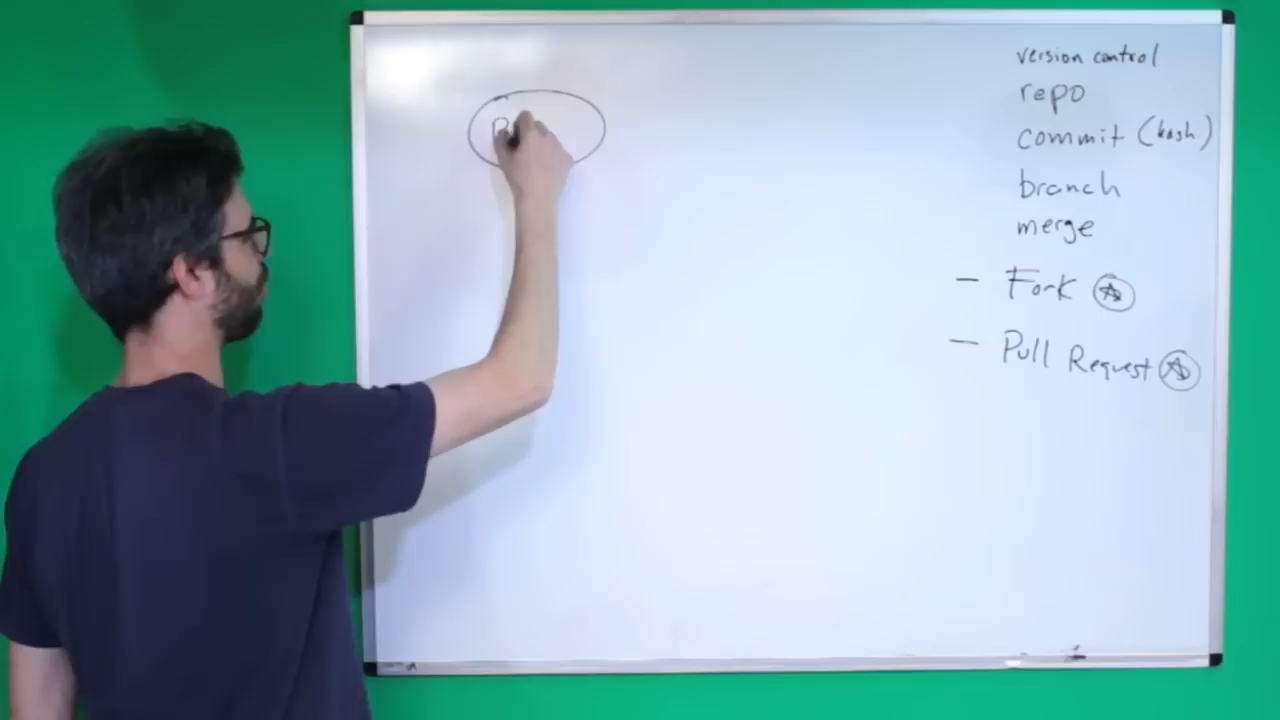 version control
repo
commit (hash)
branch
merge
- Fork
- Pull Request